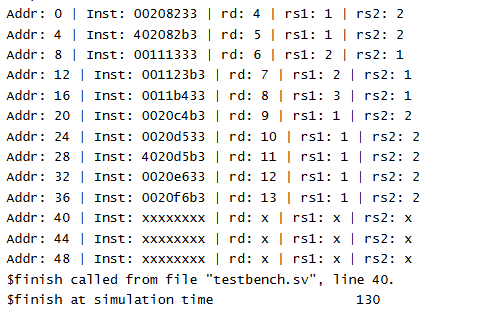 Addr: 0 | Inst: 00208233 | rd: 4 | rs1: 1 | rs2: 2
Addr: 4 | Inst: 402082b3 | rd: 5 | rs1: 1 | rs2: 2
Addr: 8 | Inst: 00111333 | rd: 6 | rs1: 2 | rs2: 1
Addr: 12 | Inst: 001123b3 | rd: 7 | rs1: 2 | rs2: 1
Addr: 16 | Inst: 0011b433 | rd: 8 | rs1: 3 | rs2: 1
Addr: 20 | Inst: 0020c4b3 | rd: 9 | rs1: 1 | rs2: 2
Addr: 24 | Inst: 0020d533 | rd: 10 | rs1: 1 | rs2: 2
Addr: 28 | Inst: 4020d5b3 | rd: 11 | rs1: 1 | rs2: 2
Addr: 32 | Inst: 0020e633 | rd: 12 | rs1: 1 | rs2: 2
Addr: 36 | Inst: 0020f6b3 | rd: 13 | rs1: 1 | rs2: 2
Addr: 40 | Inst: xxxxxxxx | rd: x | rs1: x | rs2: x
Addr: 44 | Inst: xxxxxxxx | rd: x | rs1: x | rs2: x
Addr: 48 | Inst: xxxxxxxx | rd: x | rs1: x | rs2: x
$finish called from file "testbench.sv", line 40.
$finish at simulation time                  130